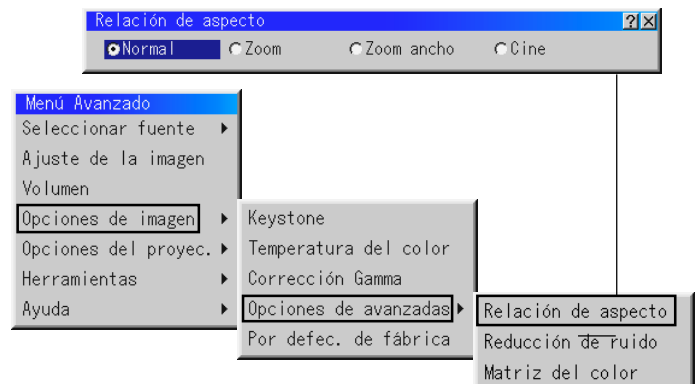 Relación de aspecto
Normal Zoom Zoom ancho Cine
Menú Avanzado
Seleccionar fuente
Ajuste de la imagen
Volumen
Opciones de imagen
Opciones del proyec.
Herramientas
Ayuda
Keystone
Temperatura del color
Corrección Gamma
Opciones de avanzadas
Por defec. de fábrica
Relación de aspecto
Reducción de ruido
Matriz del color